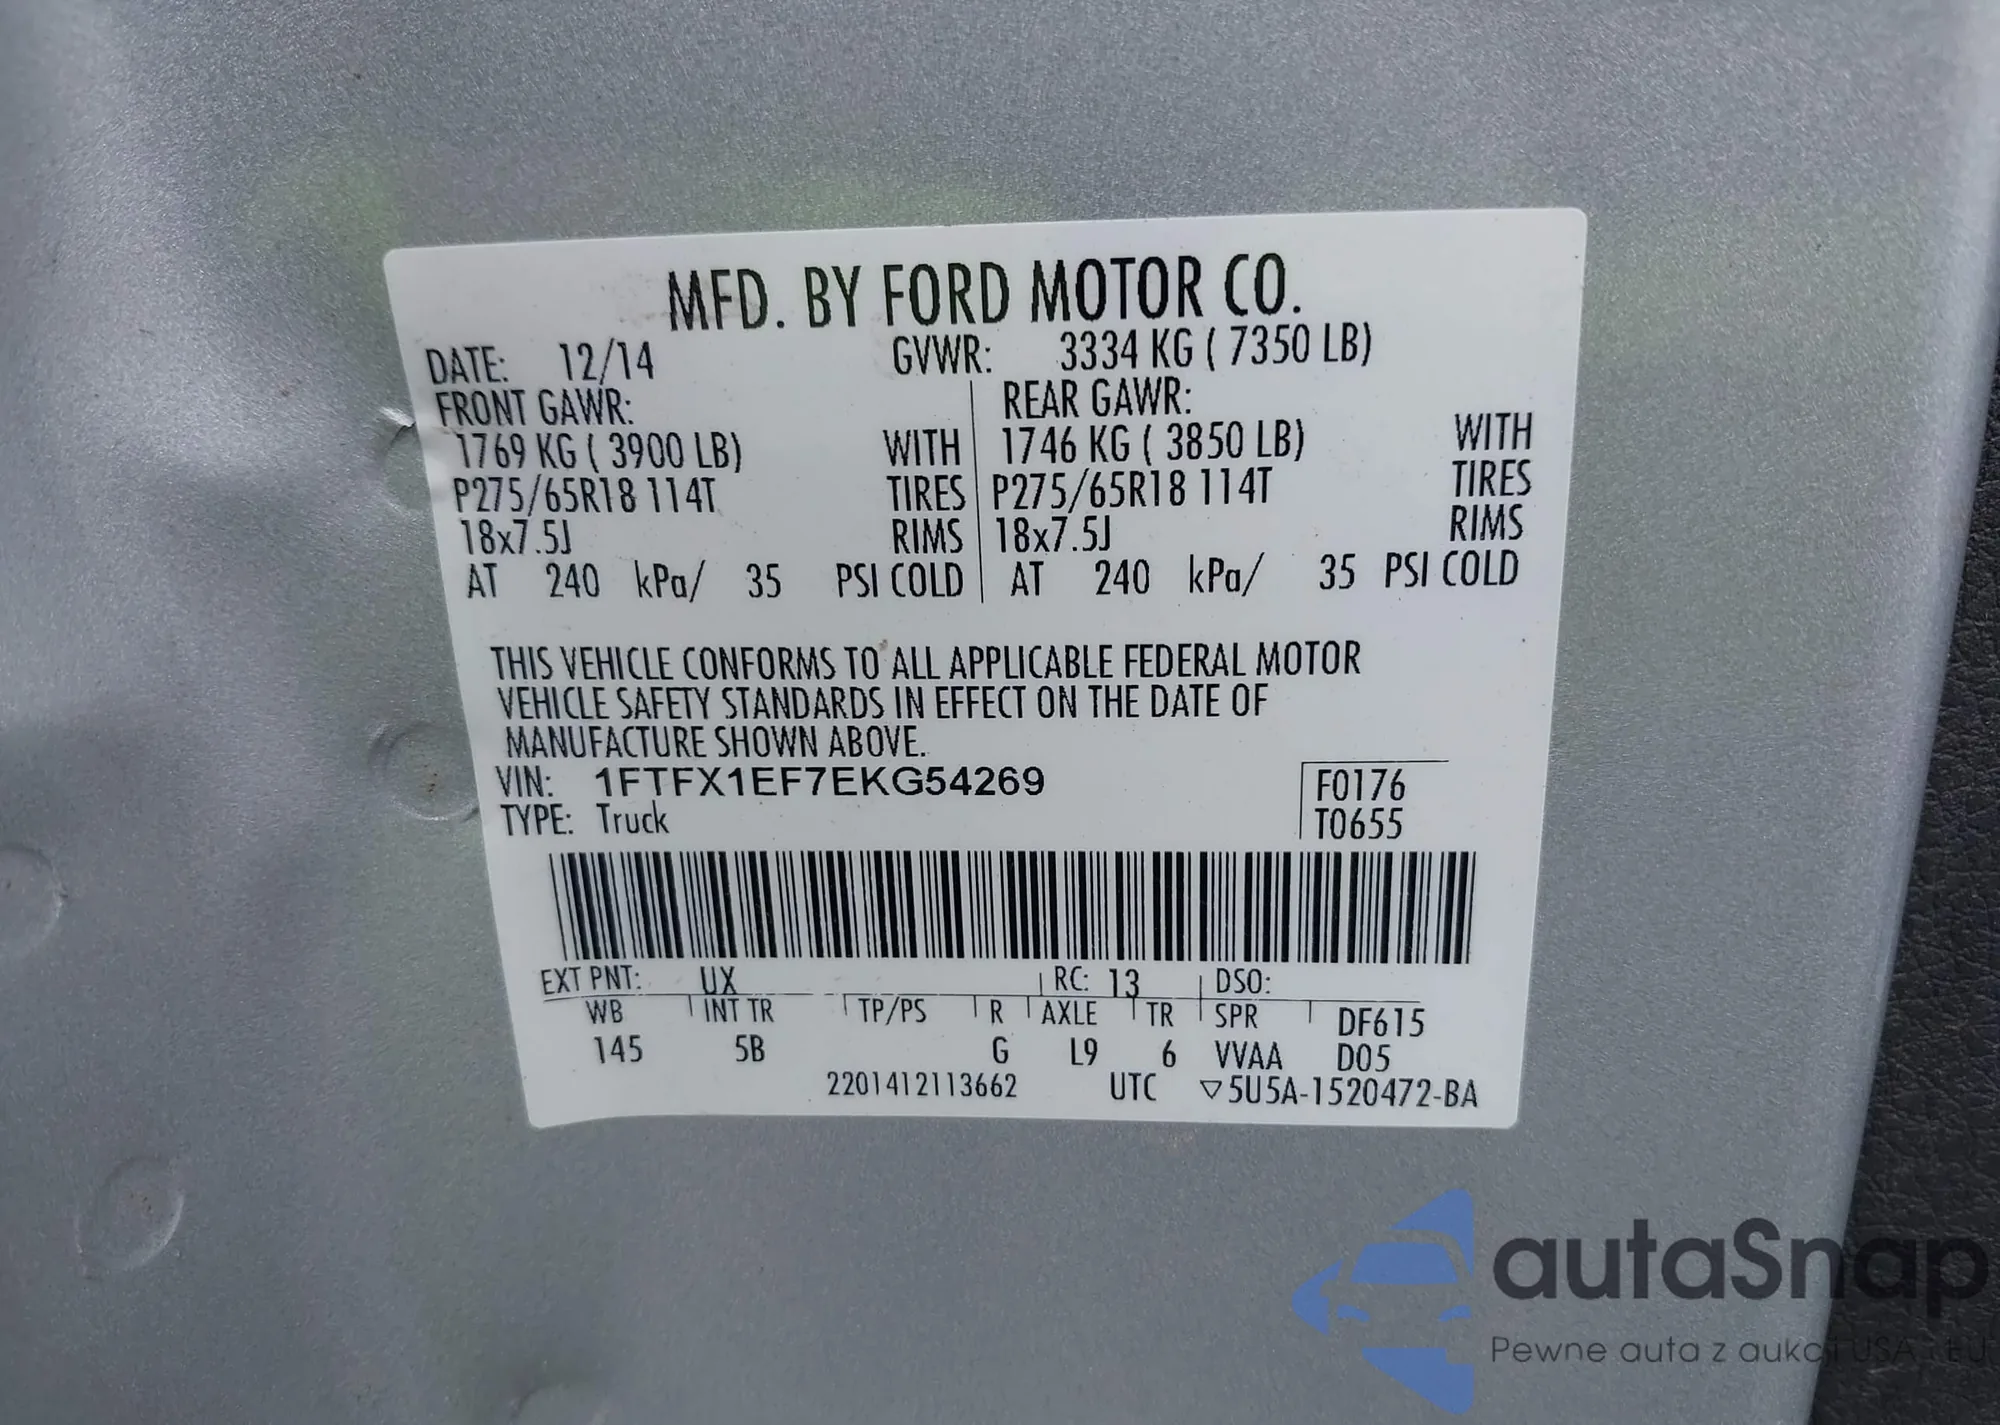 MFD. BY FORD MOTOR CO.
DATE: 12/14 GVWR: 3334 KG ( 7350 LB)
FRONT GAWR: REAR GAWR:
1769 KG ( 3900 LB) WITH 1746 KG ( 3850 LB) WITH
P275/65R18 114T TIRES P275/65R18 114T TIRES
18x7.5J RIMS 18x7.5J RIMS
AT 240 kPa/ 35 PSI COLD AT 240 kPa/ 35 PSI COLD
THIS VEHICLE CONFORMS TO ALL APPLICABLE FEDERAL MOTOR
VEHICLE SAFETY STANDARDS IN EFFECT ON THE DATE OF
MANUFACTURE SHOWN ABOVE.
VIN: 1FTFX1EF7EKG54269 F0176
TYPE: Truck T0655
EXT PNT: UX RC: 13 DSO:
WB INT TR TP/PS R AXLE TR SPR DF615
145 5B G L9 6 VVAA D05
2201412113662 UTC ▽5U5A-1520472-BA
autaSnap
Pewne auta z aukcji USA i EU